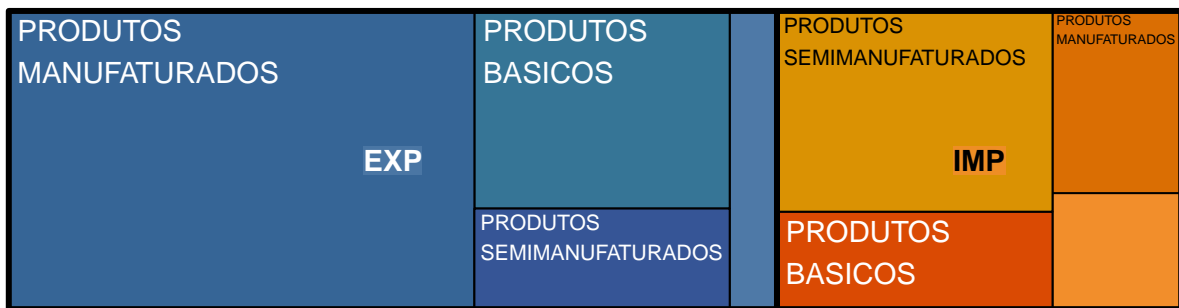 PRODUTOS
MANUFATURADOS
EXP
PRODUTOS
BASICOS
PRODUTOS
SEMIMANUFATURADOS
PRODUTOS
SEMIMANUFATURADOS
IMP
PRODUTOS
BASICOS
PRODUTOS
MANUFATURADOS